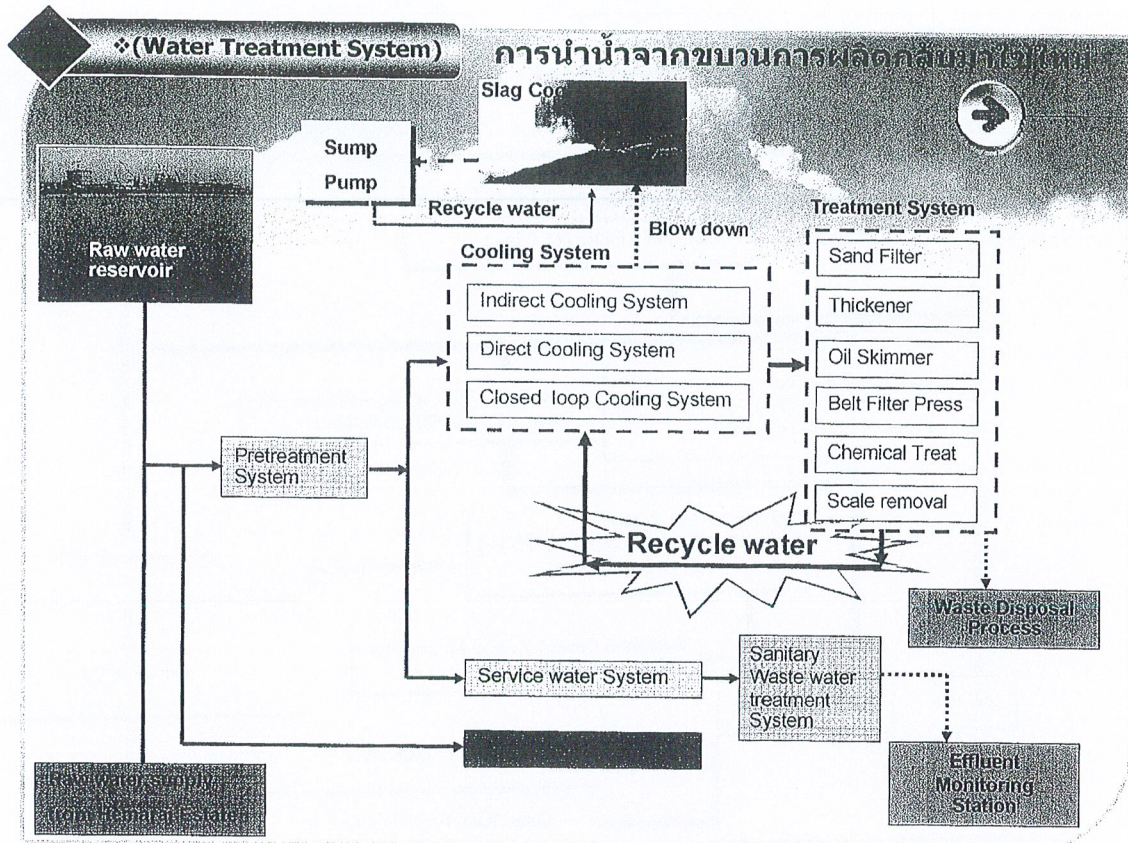 ❖(Water Treatment System)
การนำน้ำจากขบวนการผลิตกลับมาใช้ใหม่
Slag
Sump
Pump
Recycle water
Blow down
Raw water
reservoir
Cooling System
Indirect Cooling System
Direct Cooling System
Closed loop Cooling System
Treatment System
Sand Filter
Thickener
Oil Skimmer
Belt Filter Press
Chemical Treat
Scale removal
Pretreatment
System
Recycle water
Waste Disposal
Process
Service water System
Sanitary
Waste water
treatment
System
Effluent
Monitoring
Station
Raw water supply
from Hemaraj Estate